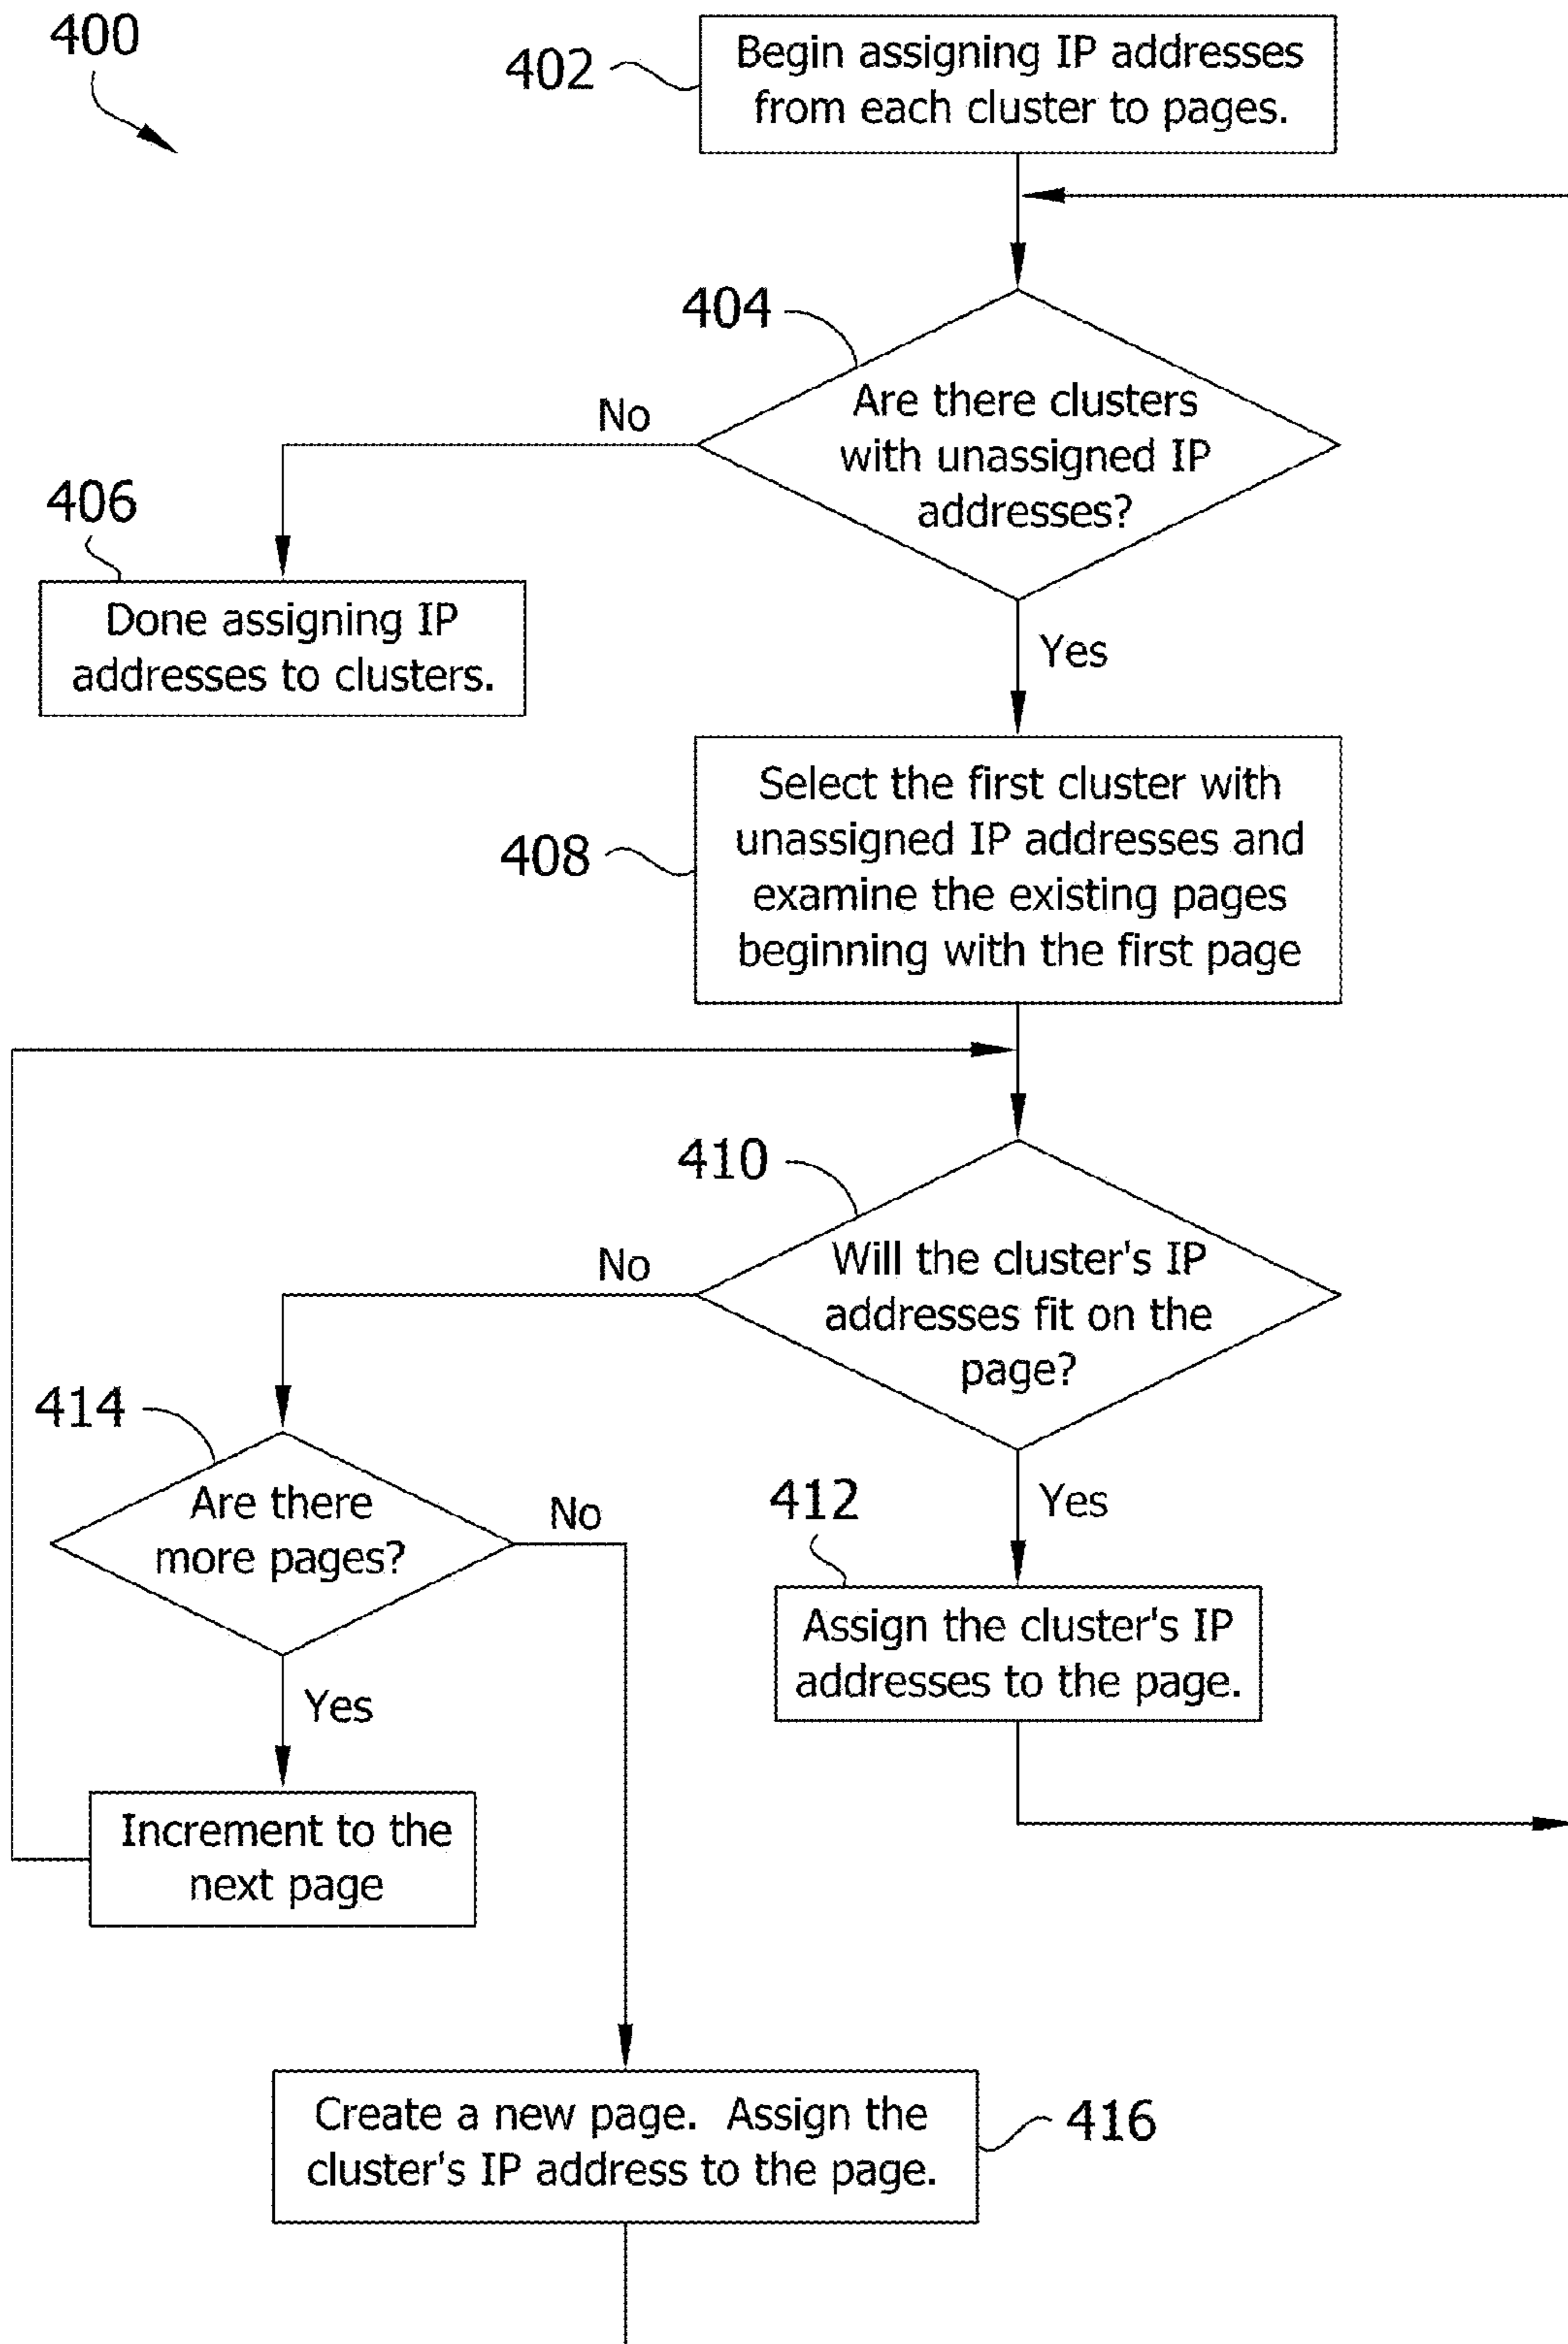 400
402
Begin assigning IP addresses
from each cluster to pages.
404
Are there clusters
with unassigned IP
addresses?
No
406
Done assigning IP
addresses to clusters.
Yes
408
Select the first cluster with
unassigned IP addresses and
examine the existing pages
beginning with the first page
410
Will the cluster's IP
addresses fit on the
page?
No
414
Are there
more pages?
No
Yes
412
Assign the cluster's IP
addresses to the page.
Yes
Increment to the
next page
Create a new page. Assign the
cluster's IP address to the page.
416